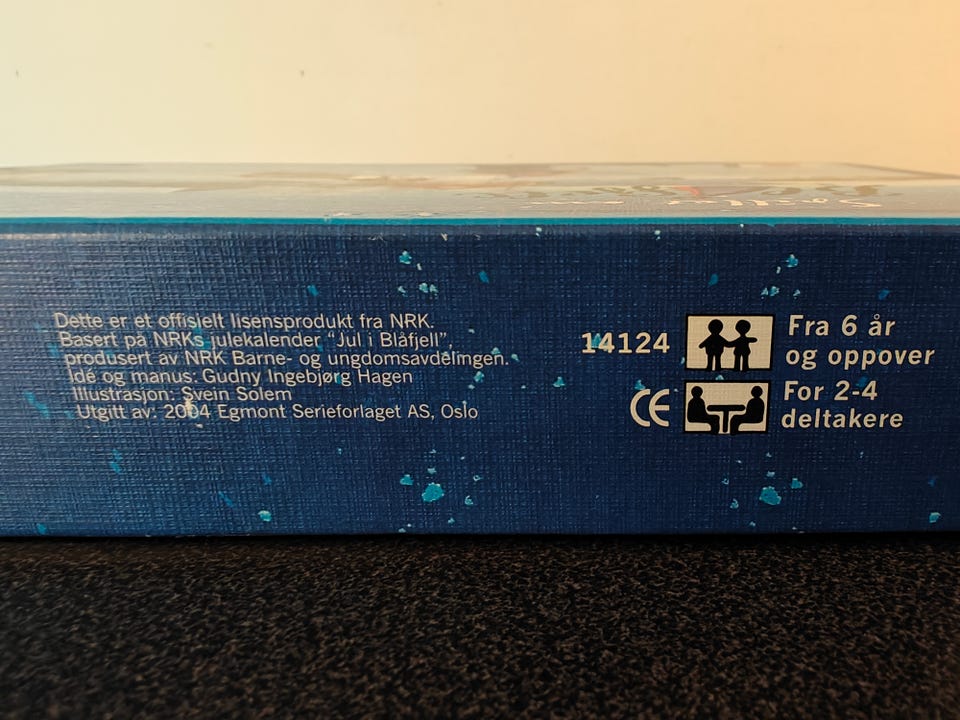 Dette er et offisielt lisensprodukt fra NRK.
Basert på NRKs julekalender "Jul i Blåfjell",
produsert av NRK Barne- og ungdomsavdelingen.
Idé og manus: Gudny Ingebjørg Hagen
Illustrasjon: Svein Solem
Utgitt av: 2004 Egmont Serieforlaget AS, Oslo
14124
Fra 6 år
og oppover
CE
For 2-4
deltakere